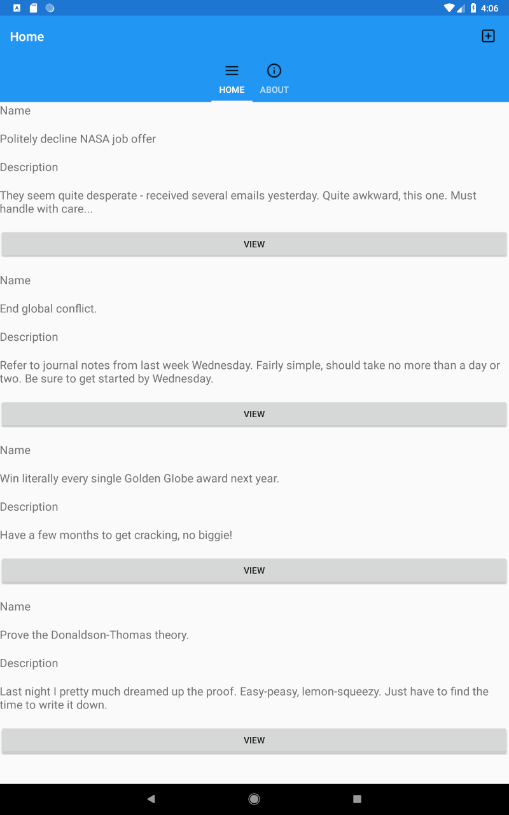 4:06
Home
HOME ABOUT
Name
Politely decline NASA job offer
Description
They seem quite desperate - received several emails yesterday. Quite awkward, this one. Must
handle with care...
VIEW
Name
End global conflict.
Description
Refer to journal notes from last week Wednesday. Fairly simple, should take no more than a day or
two. Be sure to get started by Wednesday.
VIEW
Name
Win literally every single Golden Globe award next year.
Description
Have a few months to get cracking, no biggie!
VIEW
Name
Prove the Donaldson-Thomas theory.
Description
Last night I pretty much dreamed up the proof. Easy-peasy, lemon-squeezy. Just have to find the
time to write it down.
VIEW